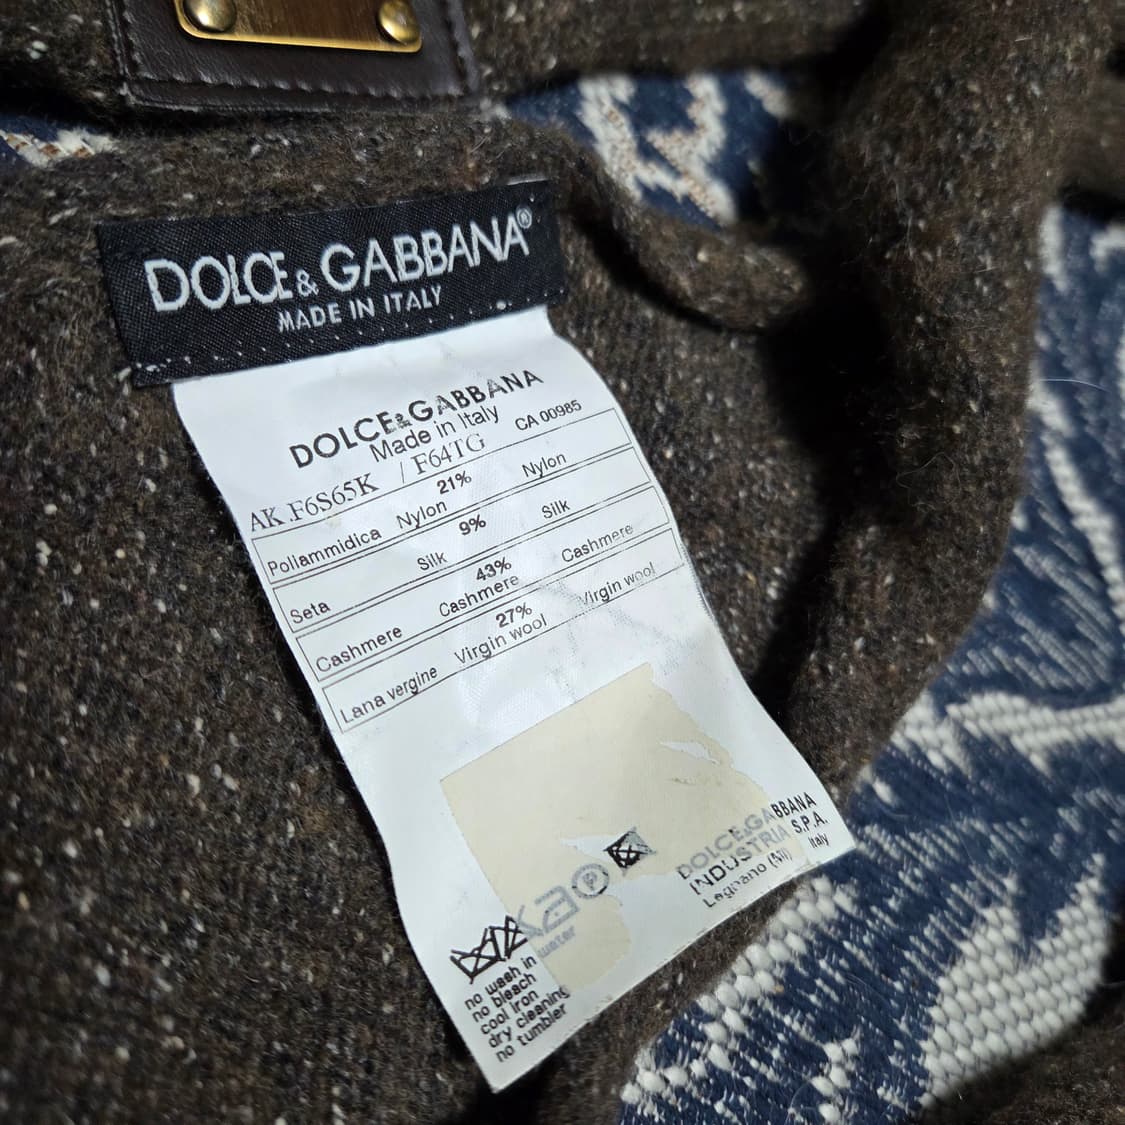 DOLCE&GABBANA®
MADE IN ITALY
DOLCE&GABBANA
Made in Italy
AK.F6S65K / F64TG CA 00985
Poliammidica Nylon 21% Nylon
Seta Silk 9% Silk
Cashmere Cashmere 43% Cashmere
Lana vergine Virgin wool 27% Virgin wool
P
no wash in water
no bleach
cool iron
dry cleaning
no tumbler
DOLCE&GABBANA
INDUSTRIA S.P.A.
Legnano (MI) Italy